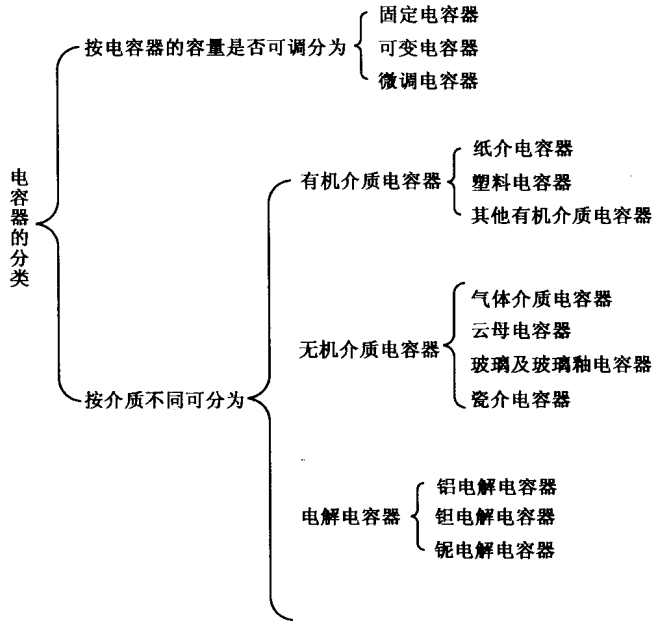 电容器的分类
按电容器的容量是否可调分为
固定电容器
可变电容器
微调电容器
按介质不同可分为
有机介质电容器
纸介电容器
塑料电容器
其他有机介质电容器
无机介质电容器
气体介质电容器
云母电容器
玻璃及玻璃釉电容器
瓷介电容器
电解电容器
铝电解电容器
钽电解电容器
铌电解电容器